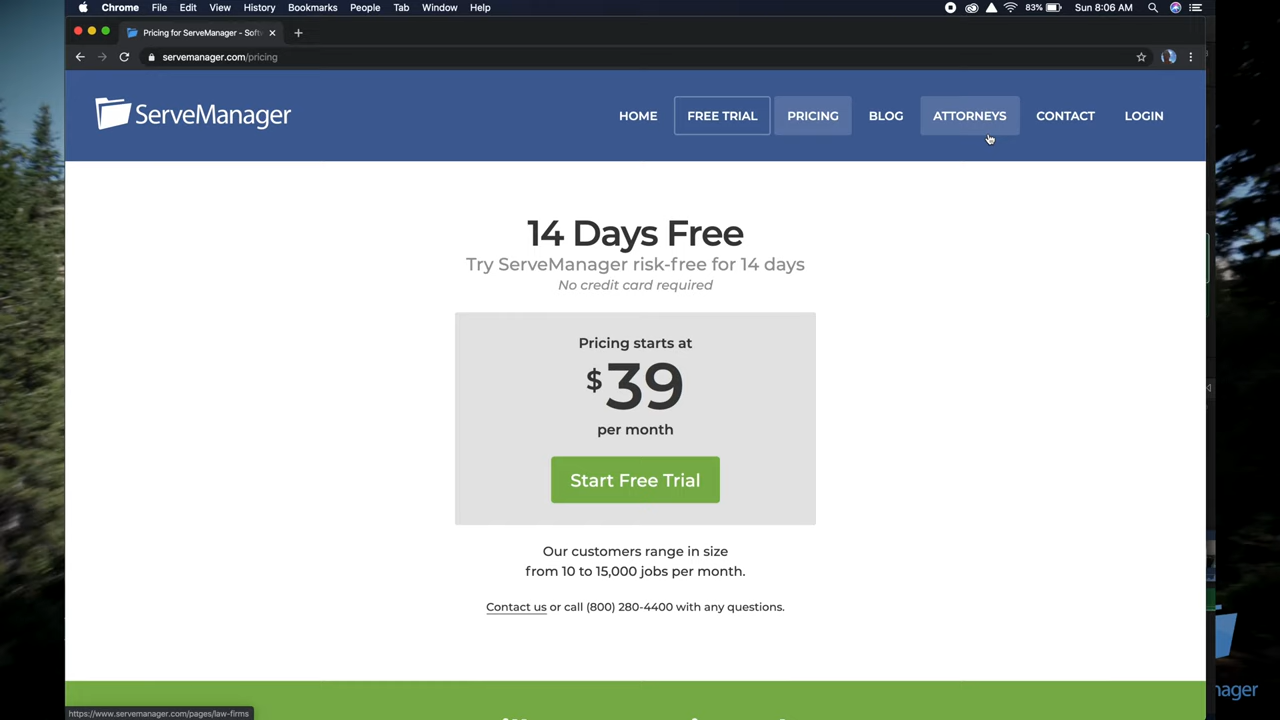 Chrome File Edit View History Bookmarks People Tab Window Help 83% Sun 8:06 AM
Pricing for ServeManager - Soft
servemanager.com/pricing
ServeManager HOME FREE TRIAL PRICING BLOG ATTORNEYS CONTACT LOGIN
14 Days Free
Try ServeManager risk-free for 14 days
No credit card required
Pricing starts at
$39
per month
Start Free Trial
Our customers range in size
from 10 to 15,000 jobs per month.
Contact us or call (800) 280-4400 with any questions.
nager
https://www.servemanager.com/pages/law-firms